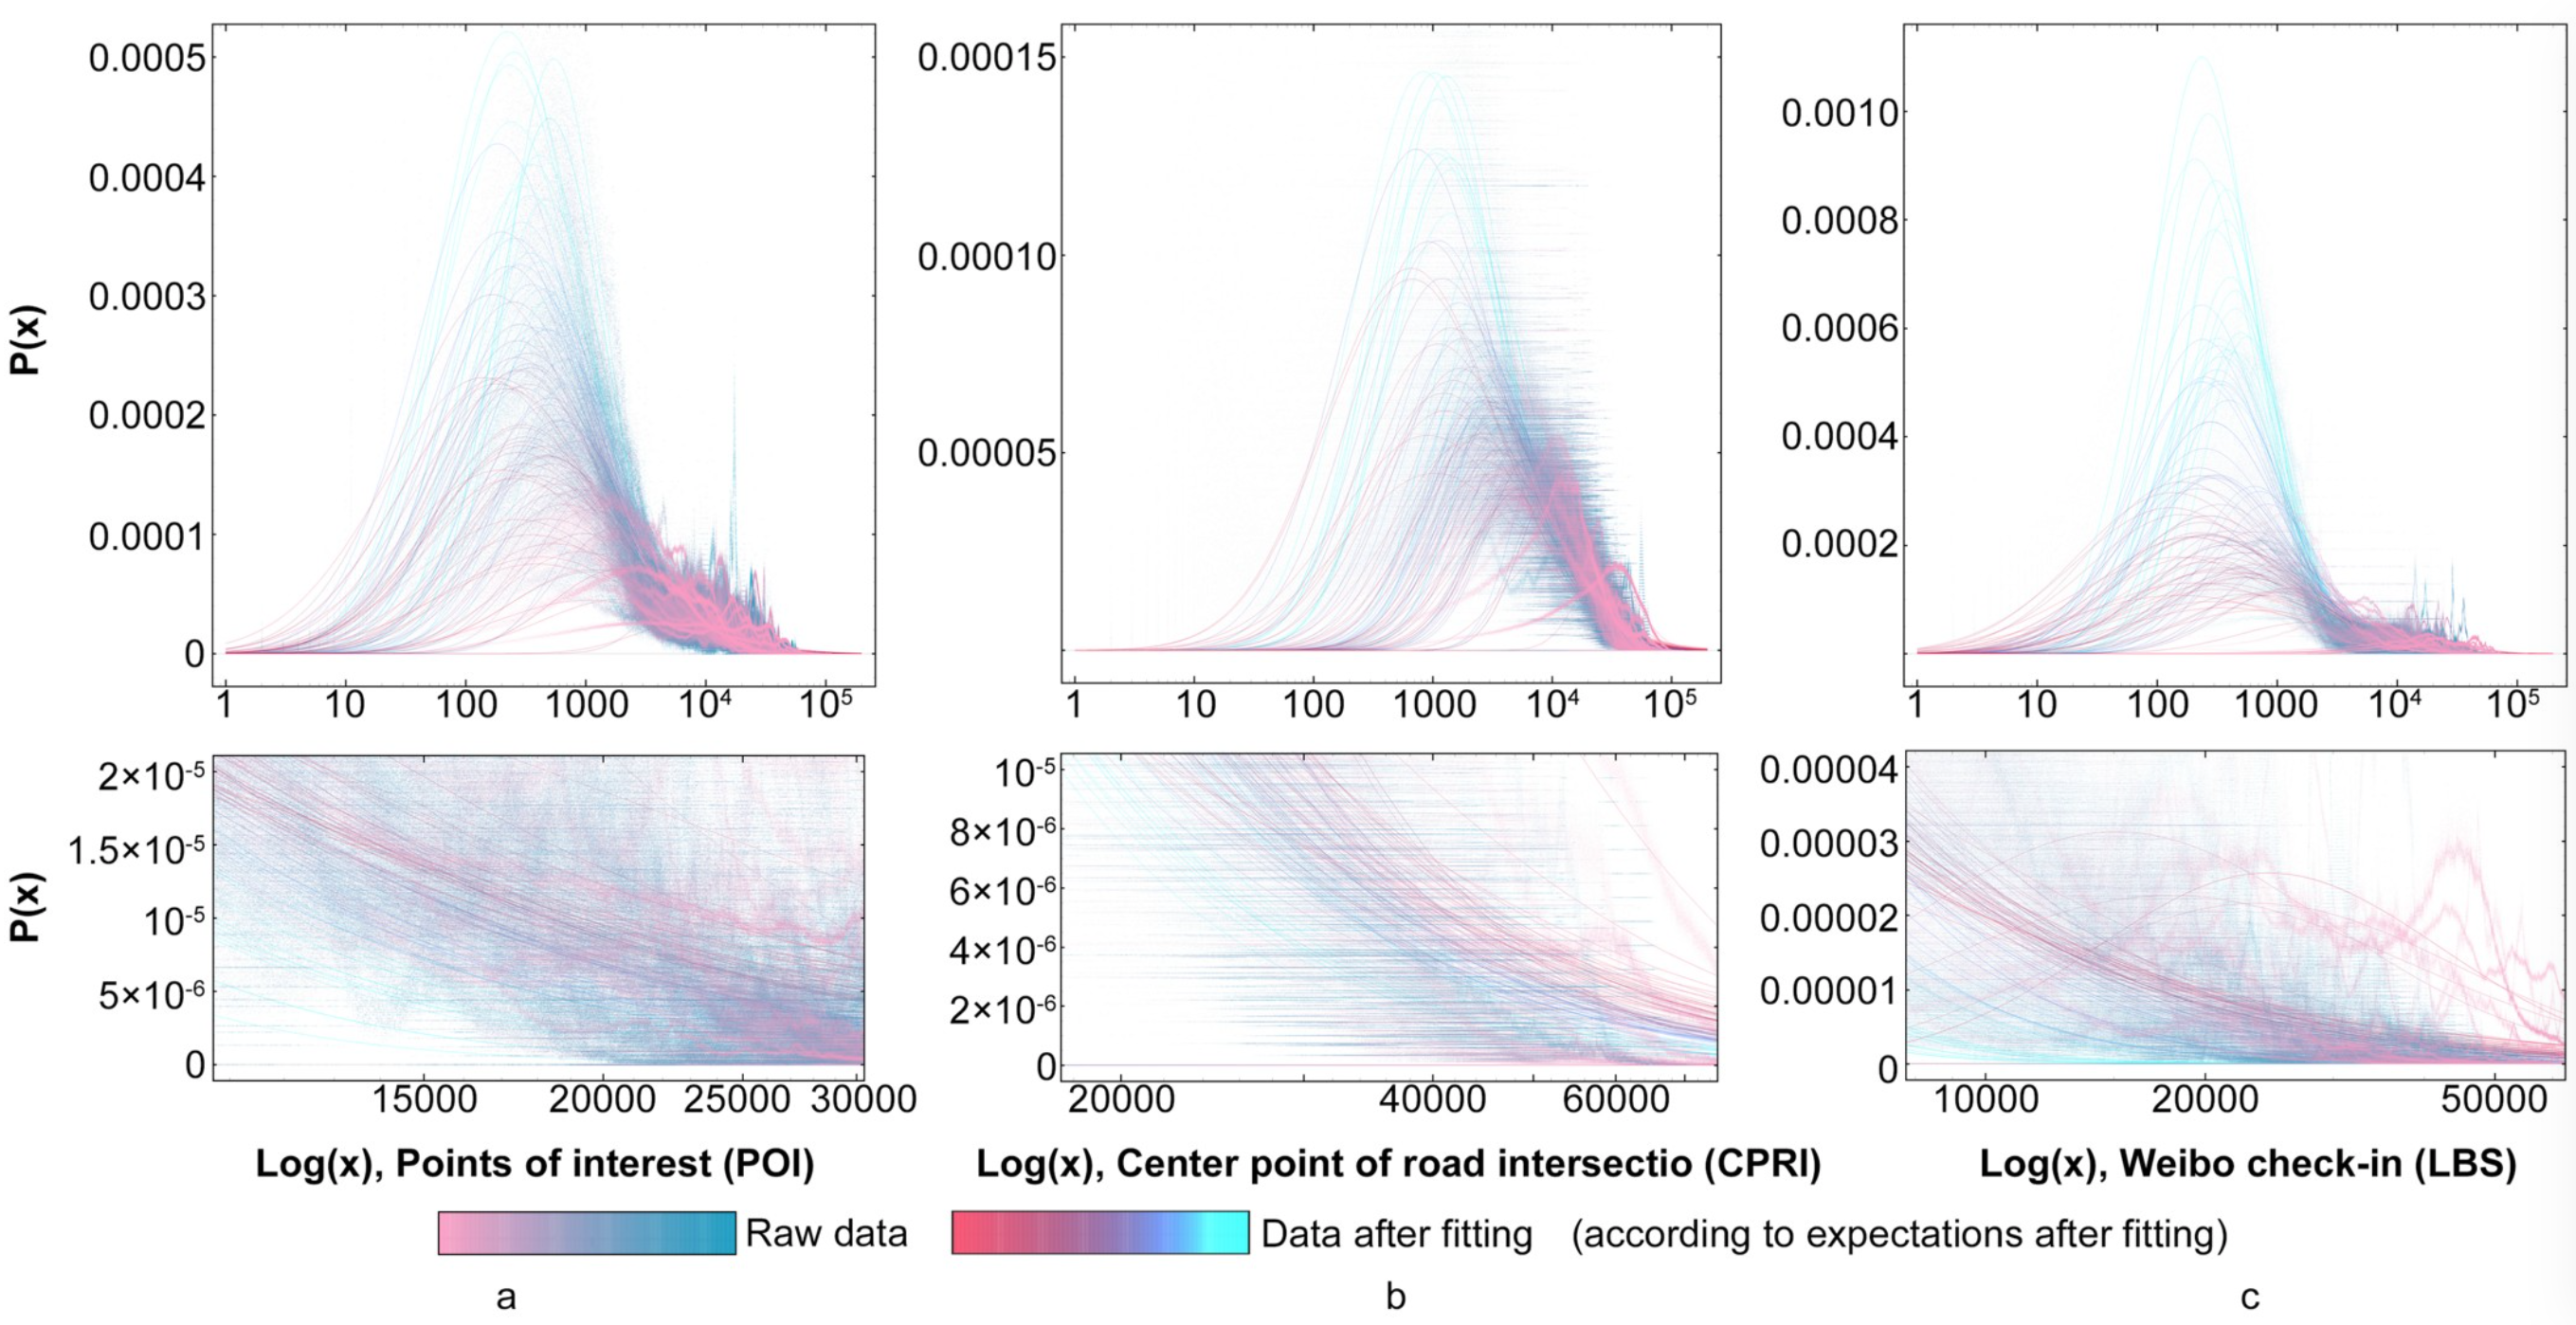 P(x)
0.0005
0.0004
0.0003
0.0002
0.0001
0
1 10 100 1000 10⁴ 10⁵
0.00015
0.00010
0.00005
1 10 100 1000 10⁴ 10⁵
0.0010
0.0008
0.0006
0.0004
0.0002
1 10 100 1000 10⁴ 10⁵
P(x)
2×10⁻⁵
1.5×10⁻⁵
10⁻⁵
5×10⁻⁶
0
15000 20000 25000 30000
10⁻⁵
8×10⁻⁶
6×10⁻⁶
4×10⁻⁶
2×10⁻⁶
0
20000 40000 60000
0.00004
0.00003
0.00002
0.00001
0
10000 20000 50000
Log(x), Points of interest (POI)
Log(x), Center point of road intersectio (CPRI)
Log(x), Weibo check-in (LBS)
Raw data
Data after fitting (according to expectations after fitting)
a
b
c